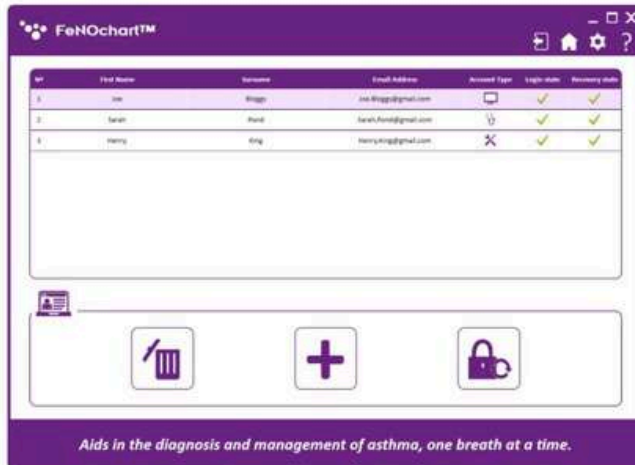 FeNOchart™
Nº First Name Surname Email Address Account Type Login state Recovery state
1 Joe Bloggs Joe.Bloggs@gmail.com
2 Sarah Pond Sarah.Pond@gmail.com
3 Henry King Henry.King@gmail.com
Aids in the diagnosis and management of asthma, one breath at a time.